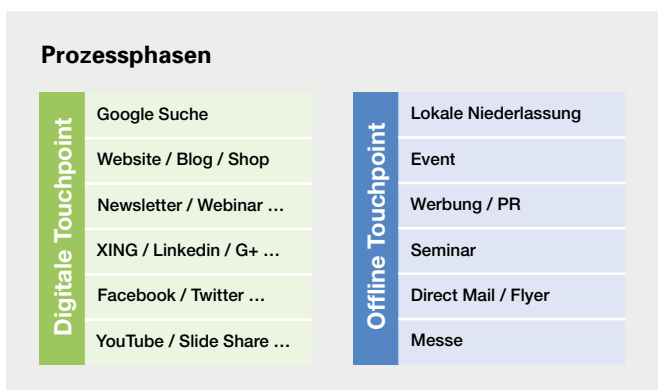 Prozessphasen
Digitale Touchpoint
Google Suche
Website / Blog / Shop
Newsletter / Webinar ...
XING / Linkedin / G+ ...
Facebook / Twitter ...
YouTube / Slide Share ...
Offline Touchpoint
Lokale Niederlassung
Event
Werbung / PR
Seminar
Direct Mail / Flyer
Messe